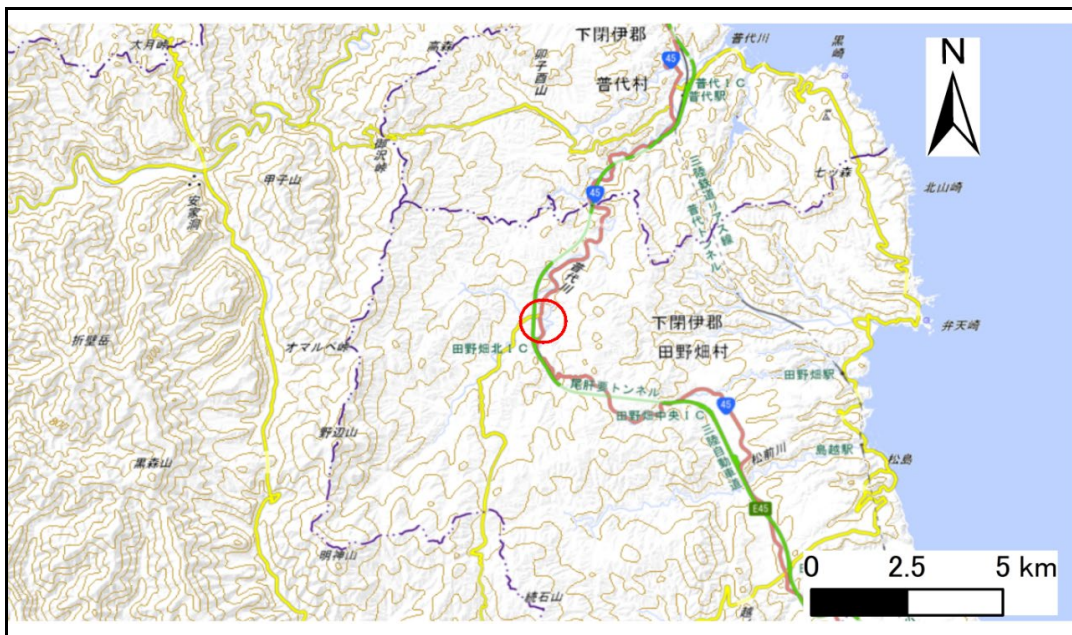 大月峠
高森
卯子酉山
下閉伊郡
普代村
45
普代川
黒崎
普代IC
普代駅
N
御沢峠
甲子山
安家洞
45
三陸鉄道リアス線
普代トンネル
七ッ森
北山崎
普代川
下閉伊郡
田野畑村
弁天崎
折壁岳
オマルペ峠
田野畑北IC
尾肝要トンネル
田野畑駅
田野畑中央IC
45
三陸自動車道
松前川
島越駅
松島
800
黒森山
野辺山
E45
明神山
続石山
越
0 2.5 5 km